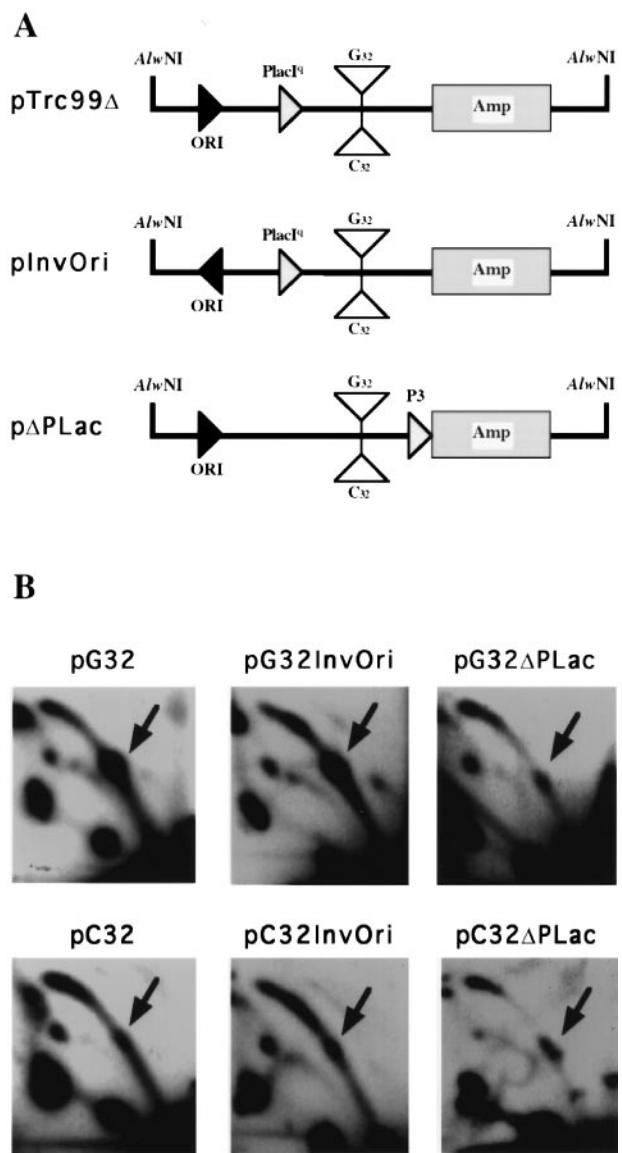 A
AlwNI
PlacIq
G32
AlwNI
pTrc99Δ
ORI
C32
Amp
AlwNI
PlacIq
G32
AlwNI
pInvOri
ORI
C32
Amp
AlwNI
G32
P3
AlwNI
pΔPLac
ORI
C32
Amp
B
pG32 pG32InvOri pG32ΔPLac
pC32 pC32InvOri pC32ΔPLac